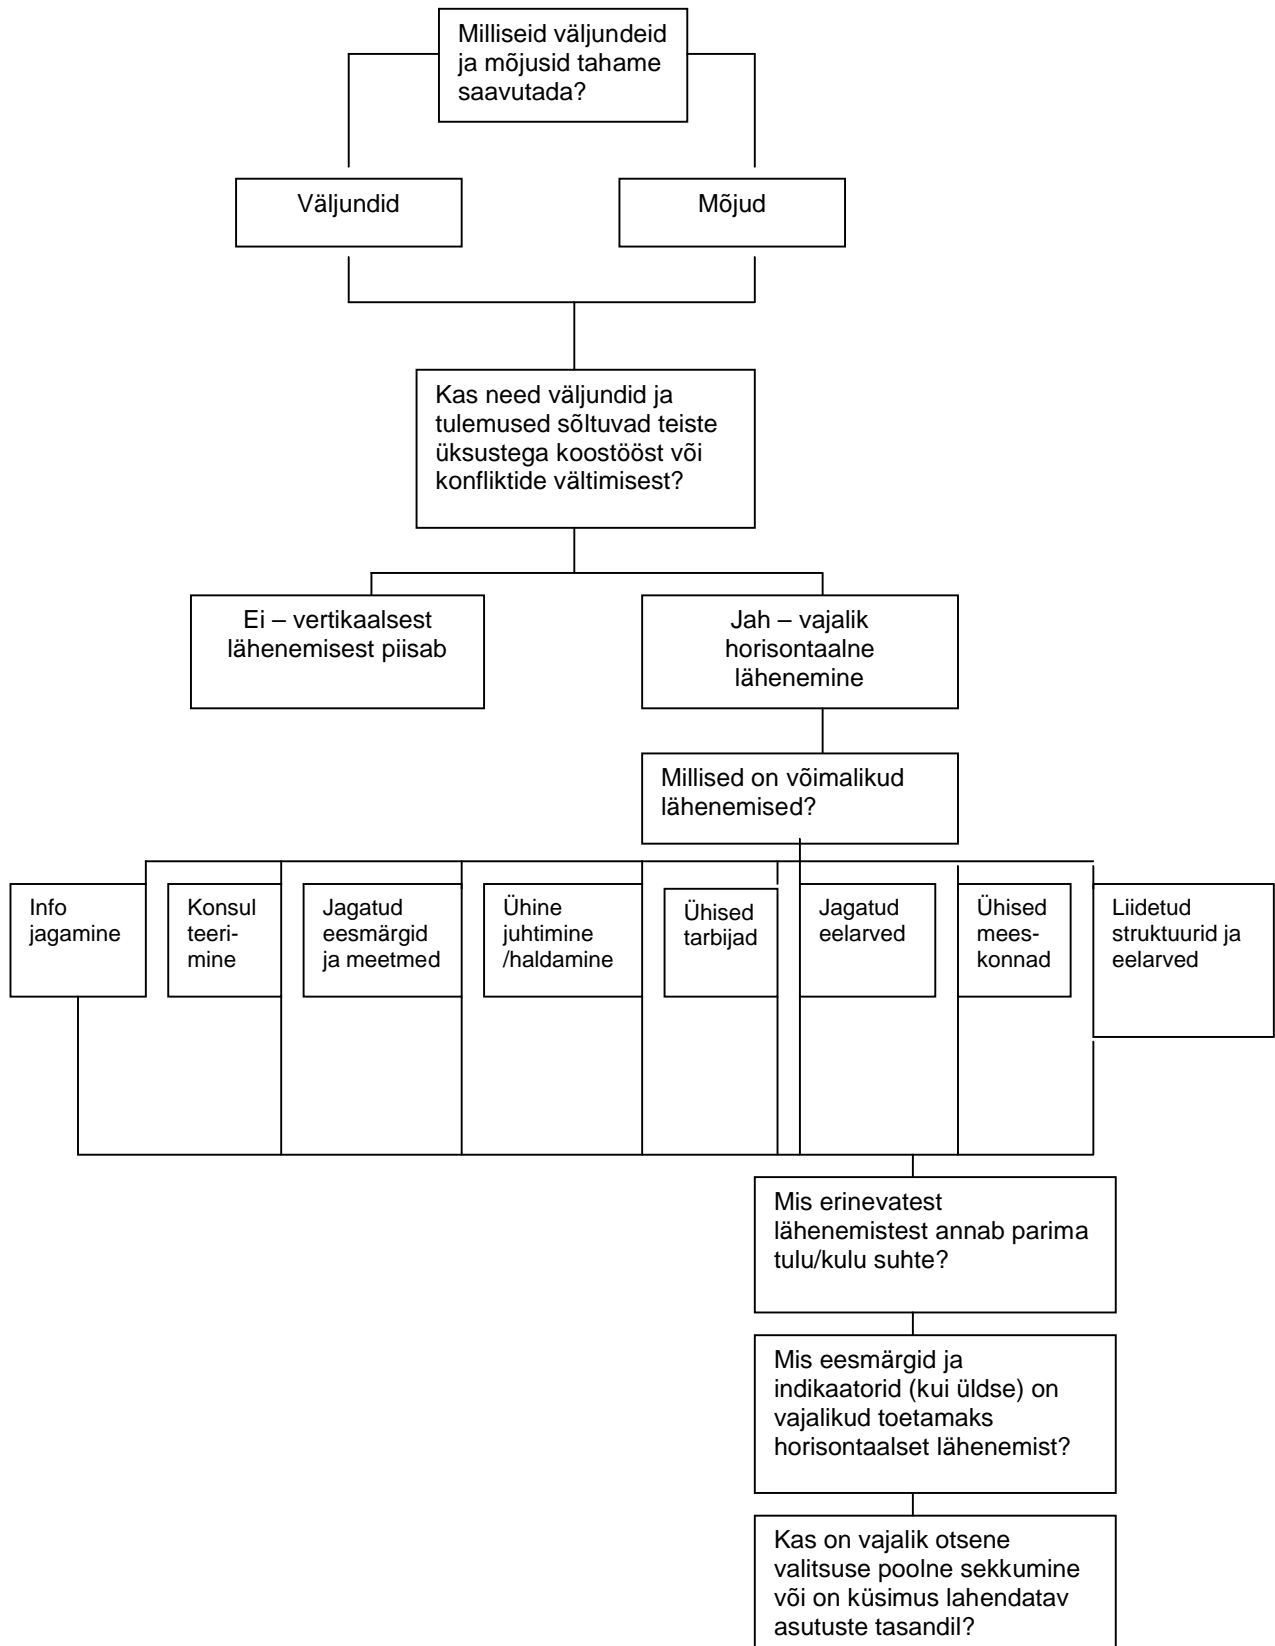 Milliseid väljundeid
ja mõjusid tahame
saavutada?
Väljundid
Mõjud
Kas need väljundid ja
tulemused sõltuvad teiste
üksustega koostööst või
konfliktide vältimisest?
Ei – vertikaalsest
lähenemisest piisab
Jah – vajalik
horisontaalne
lähenemine
Millised on võimalikud
lähenemised?
Info
jagamine
Konsul
teeri-
mine
Jagatud
eesmärgid
ja meetmed
Ühine
juhtimine
/haldamine
Ühised
tarbijad
Jagatud
eelarved
Ühised
mees-
konnad
Liidetud
struktuurid ja
eelarved
Mis erinevatest
lähenemistest annab parima
tulu/kulu suhte?
Mis eesmärgid ja
indikaatorid (kui üldse) on
vajalikud toetamaks
horisontaalset lähenemist?
Kas on vajalik otsene
valitsuse poolne sekkumine
või on küsimus lahendatav
asutuste tasandil?